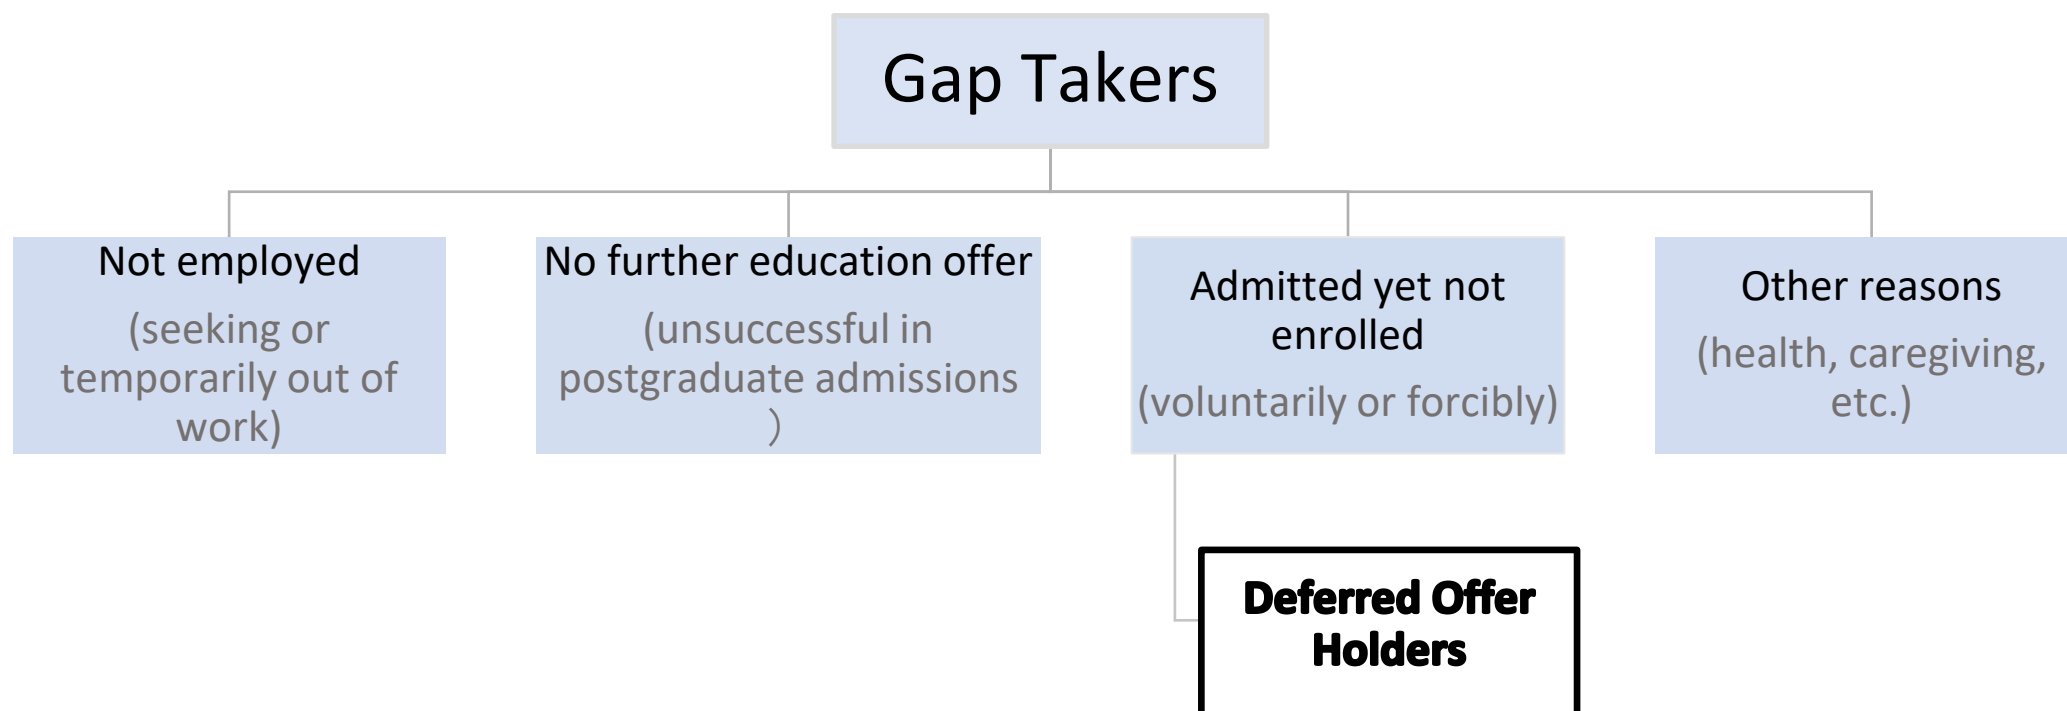 Gap Takers
Not employed
(seeking or
temporarily out of
work)
No further education offer
(unsuccessful in
postgraduate admissions
）
Admitted yet not
enrolled
(voluntarily or forcibly)
Other reasons
(health, caregiving,
etc.)
Deferred Offer
Holders